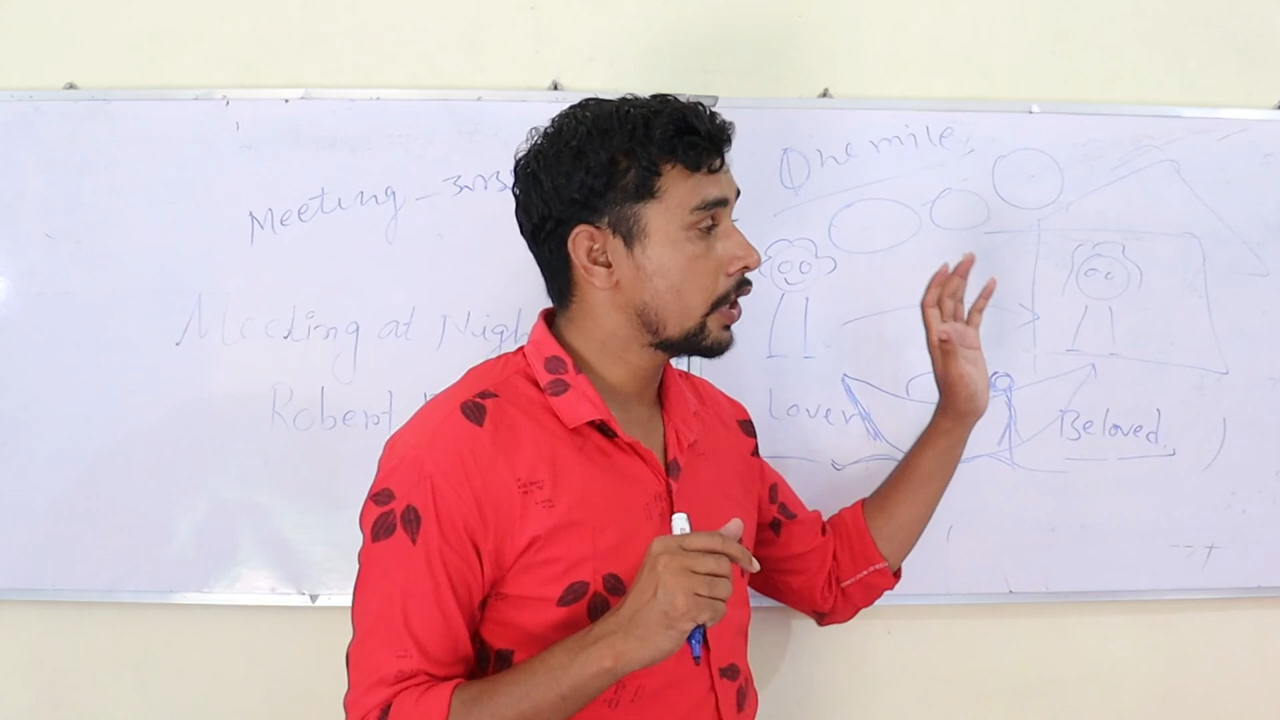 Meeting -
Meeting at Nigh
Robert
One mile
Lover
Beloved